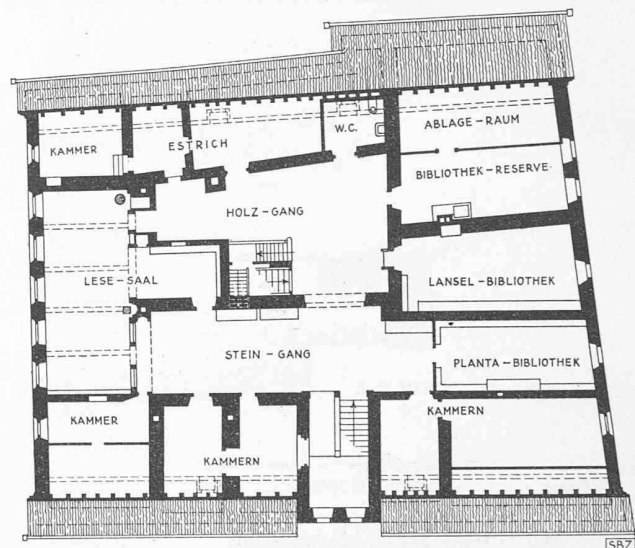 ABLAGE-RAUM
W.C.
ESTRICH
KAMMER
BIBLIOTHEK-RESERVE-
HOLZ-GANG
LESE-SAAL
LANSEL-BIBLIOTHEK
STEIN-GANG
PLANTA-BIBLIOTHEK
KAMMER
KAMMERN
KAMMERN
SBZ